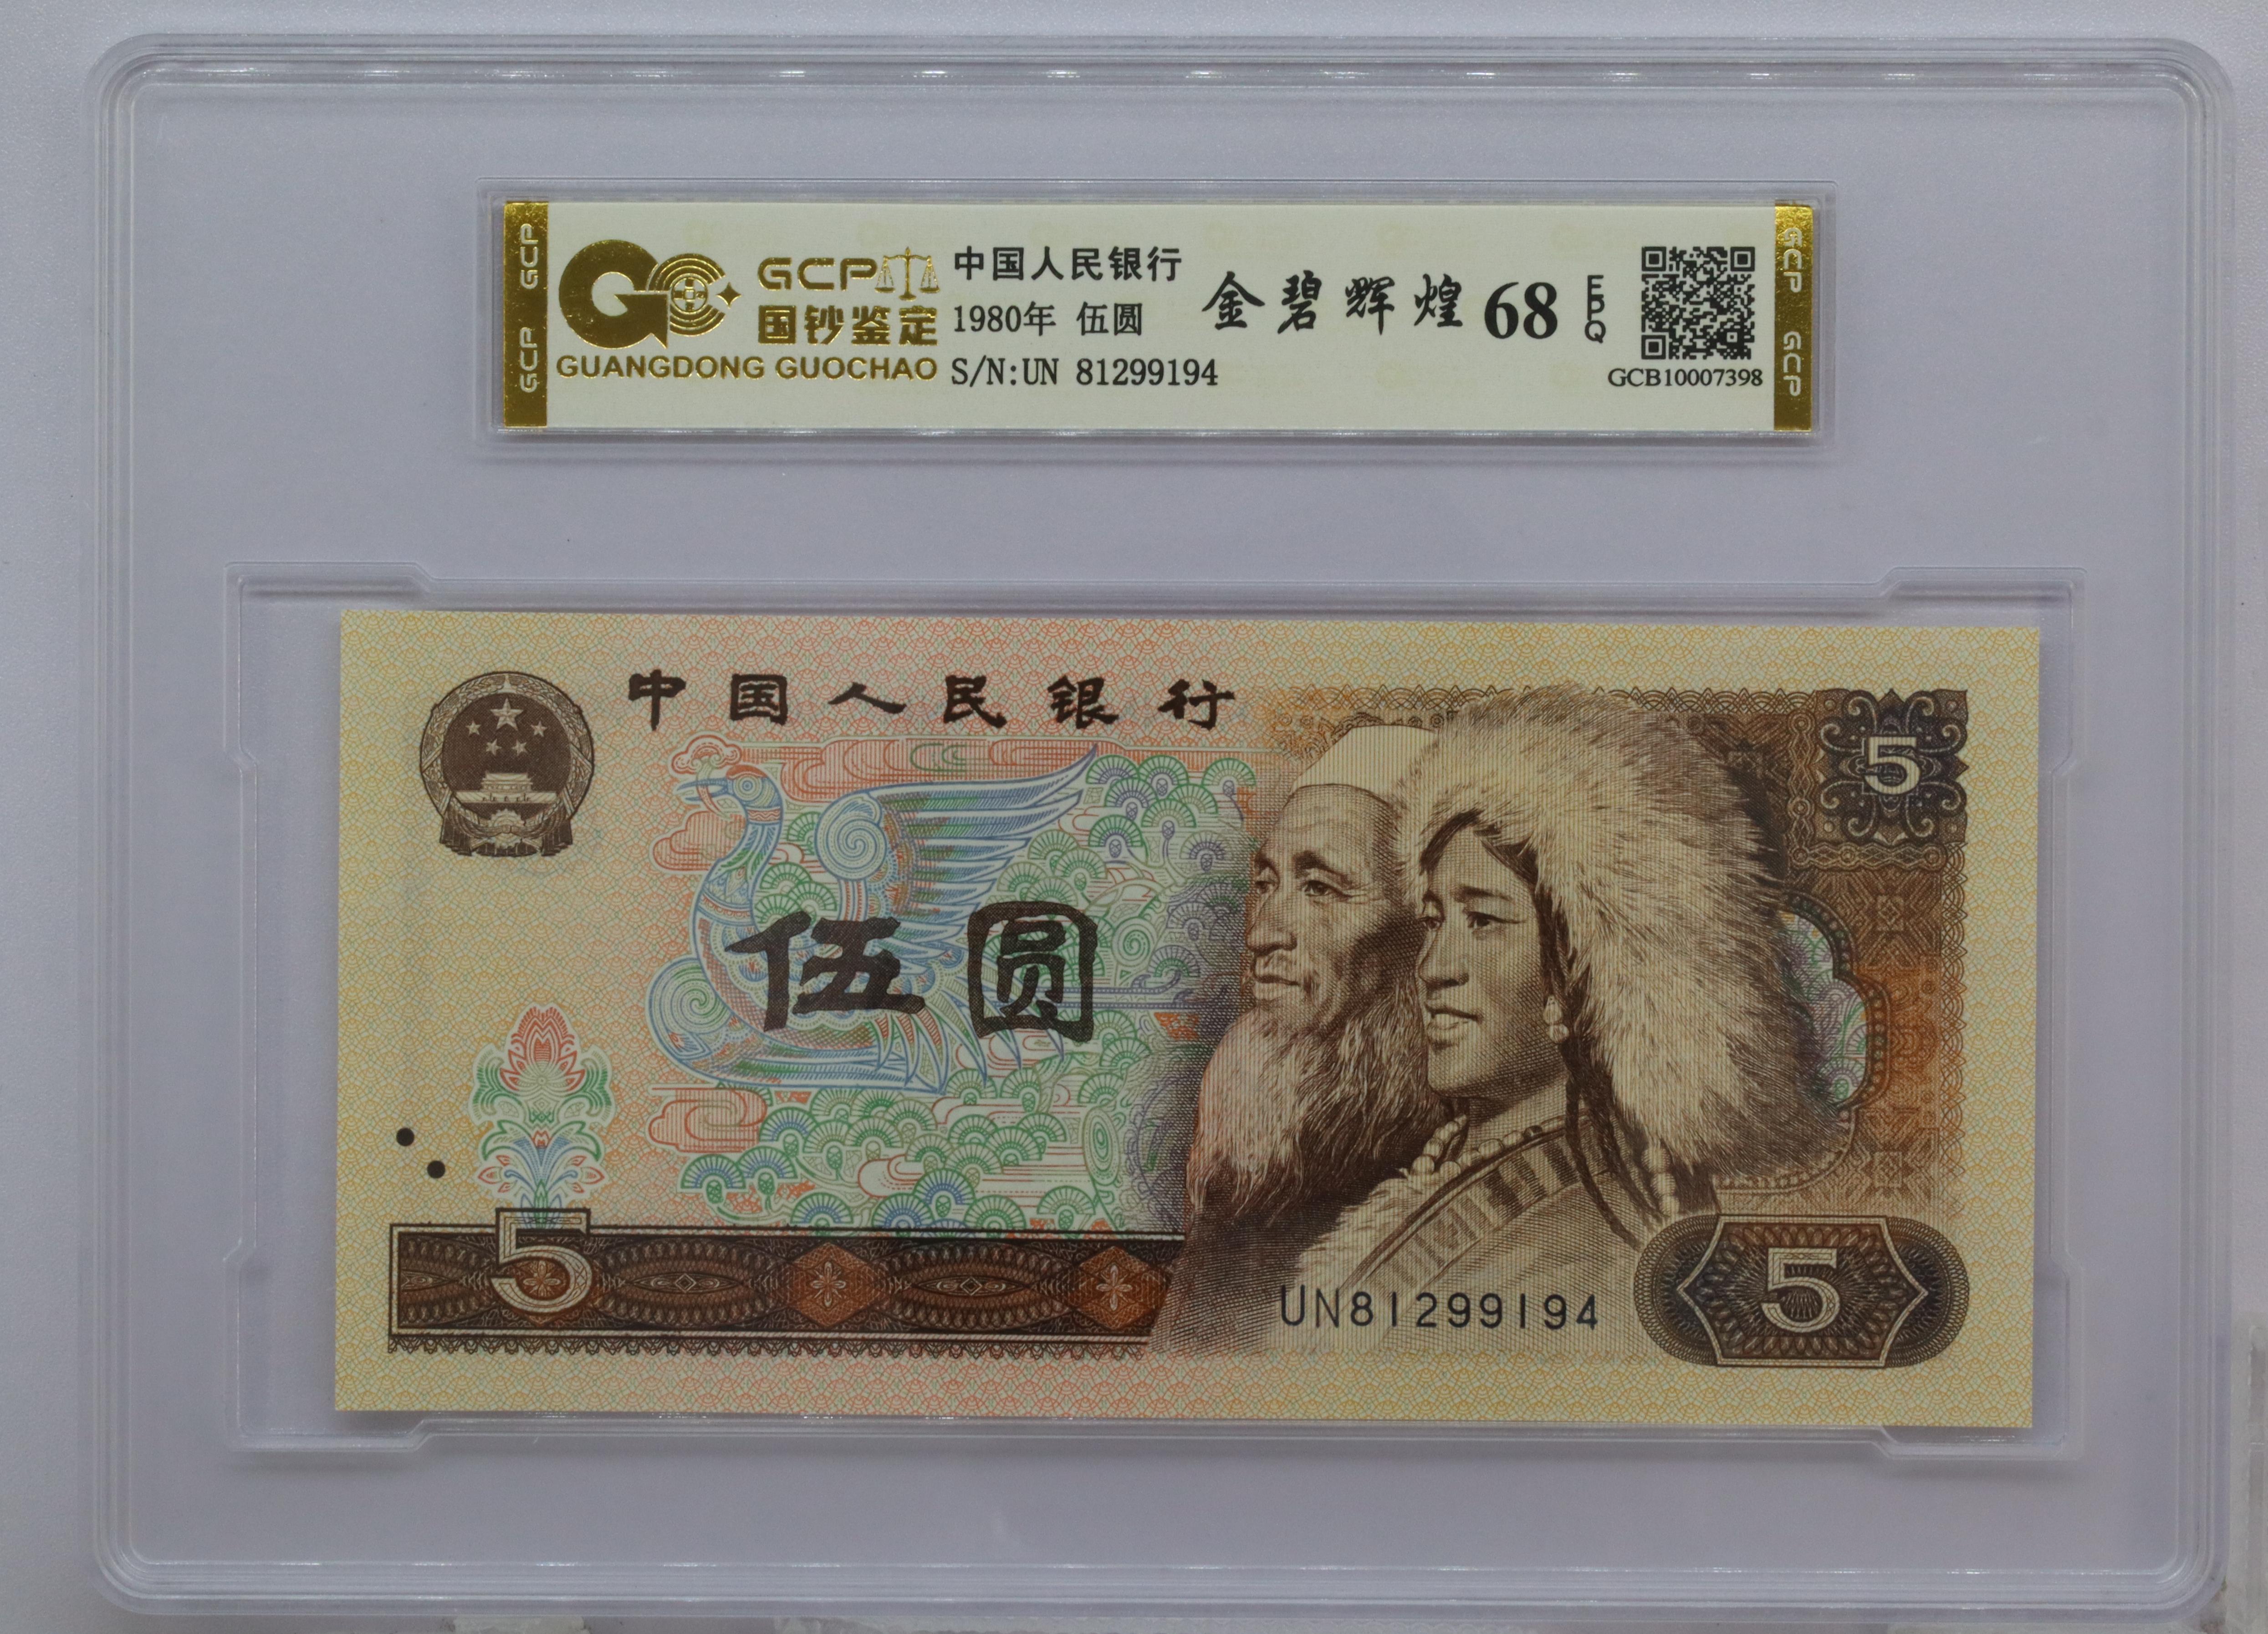 GCP GCP
GCP
国钞鉴定
GUANGDONG GUOCHAO
中国人民银行
1980年 伍圆
S/N:UN 81299194
金碧辉煌 68 EPQ
GCB10007398
GCP GCP
中国人民银行
5
伍圆
5
UN81299194
5